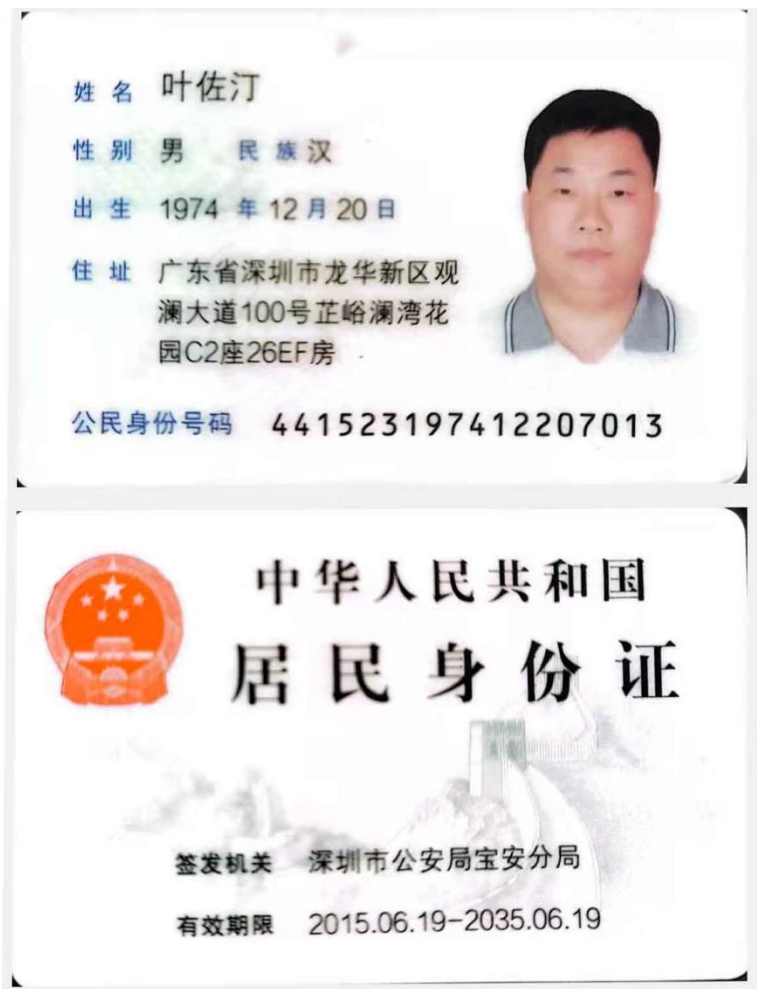 姓名 叶佐汀
性别 男 民族 汉
出生 1974 年 12 月 20 日
住址 广东省深圳市龙华新区观
澜大道100号芷峪澜湾花
园C2座26EF房
公民身份号码 441523197412207013
中华人民共和国
居民身份证
签发机关 深圳市公安局宝安分局
有效期限 2015.06.19-2035.06.19